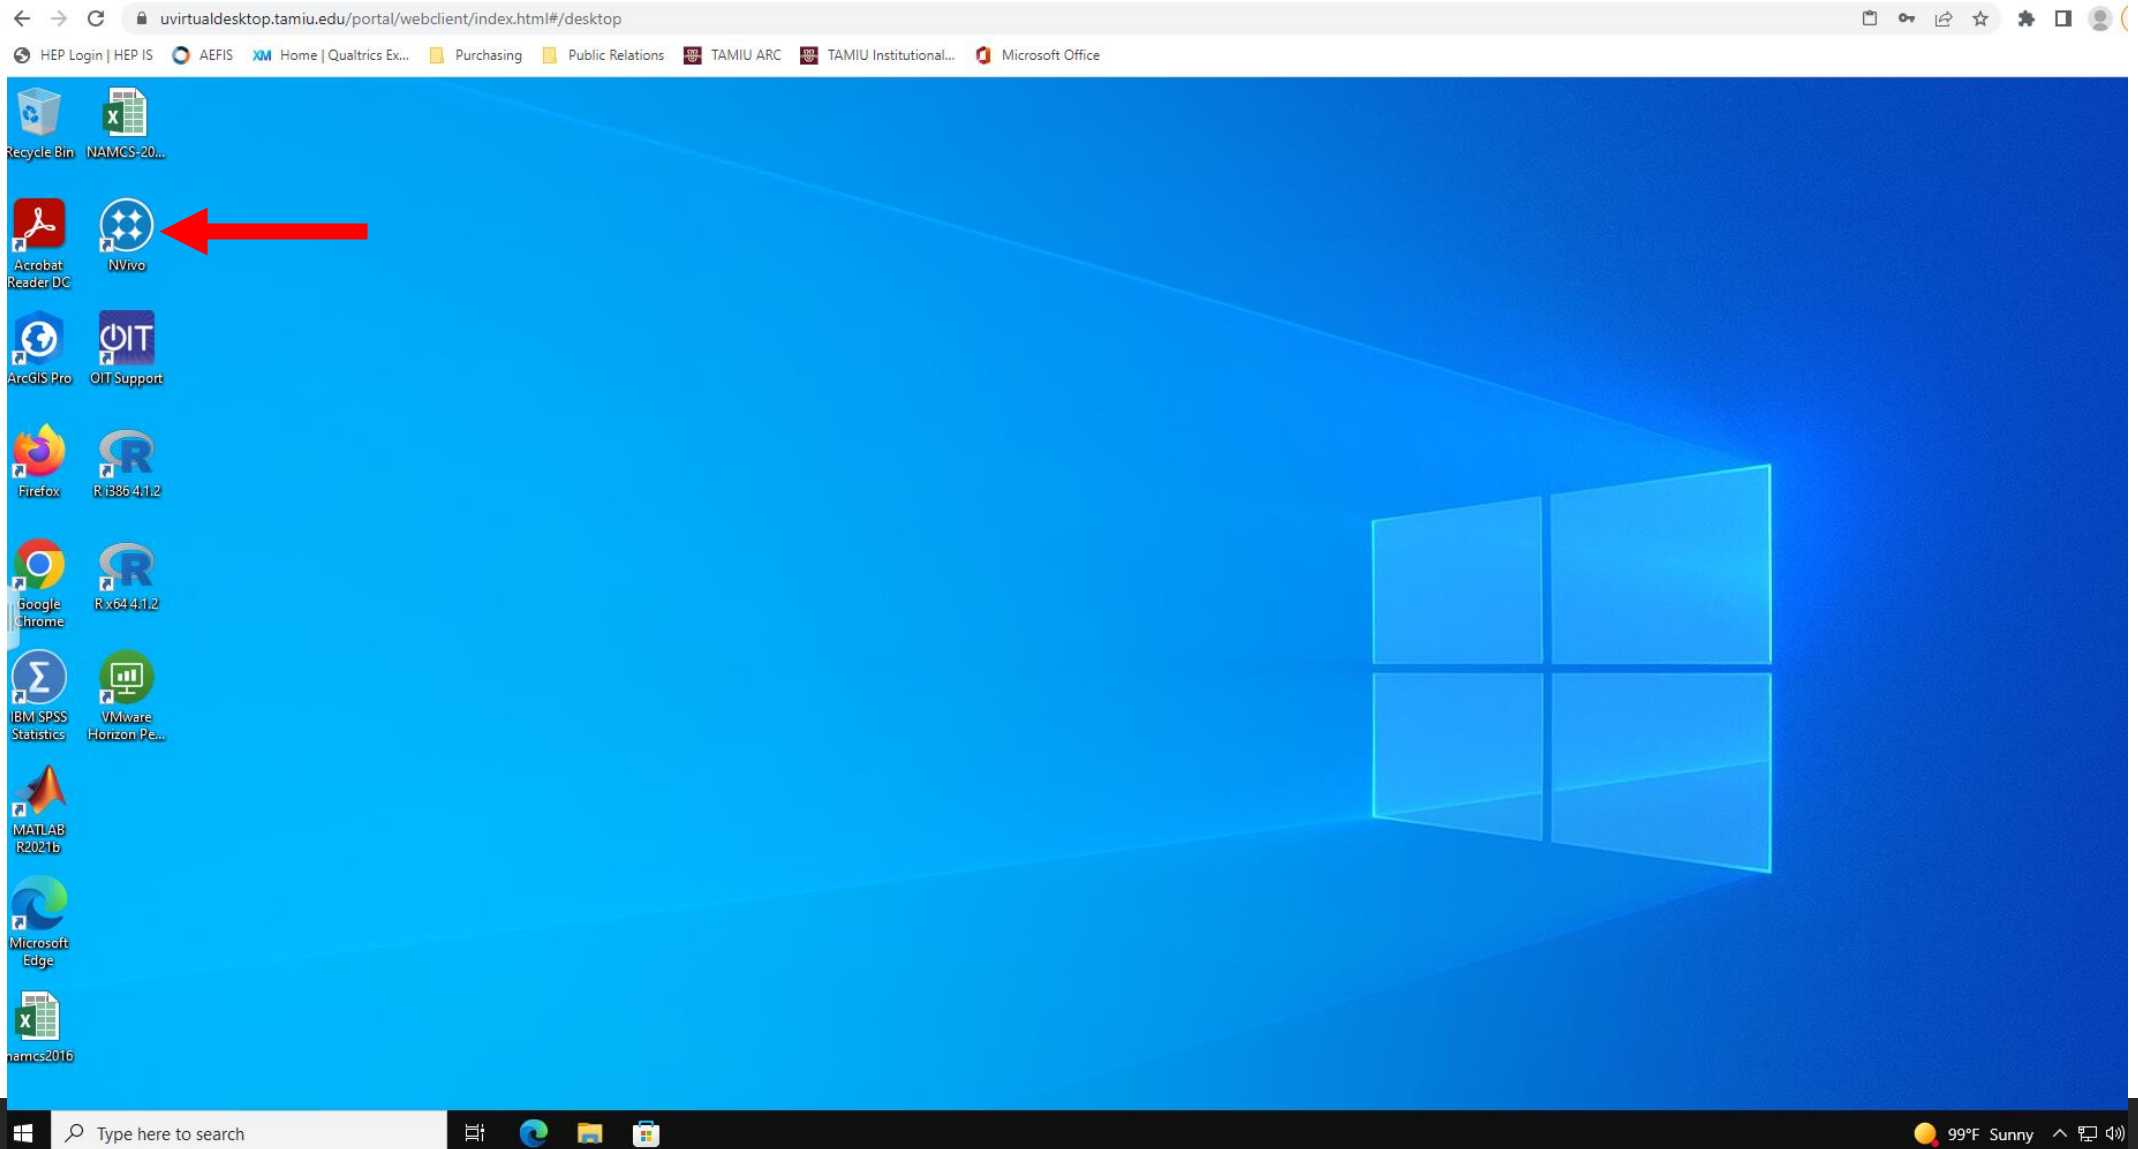 uvirtualdesktop.tamiu.edu/portal/webclient/index.html#/desktop
HEP Login | HEP IS AEFIS XM Home | Qualtrics Ex... Purchasing Public Relations TAMIU ARC TAMIU Institutional... Microsoft Office
Recycle Bin NAMCS-20...
Acrobat
Reader DC
NVivo
ArcGIS Pro
OIT
OIT Support
Firefox
R i386 4.1.2
Google
Chrome
R x64 4.1.2
IBM SPSS
Statistics
VMware
Horizon Pe...
MATLAB
R2021b
Microsoft
Edge
namcs2016
Type here to search
99°F Sunny